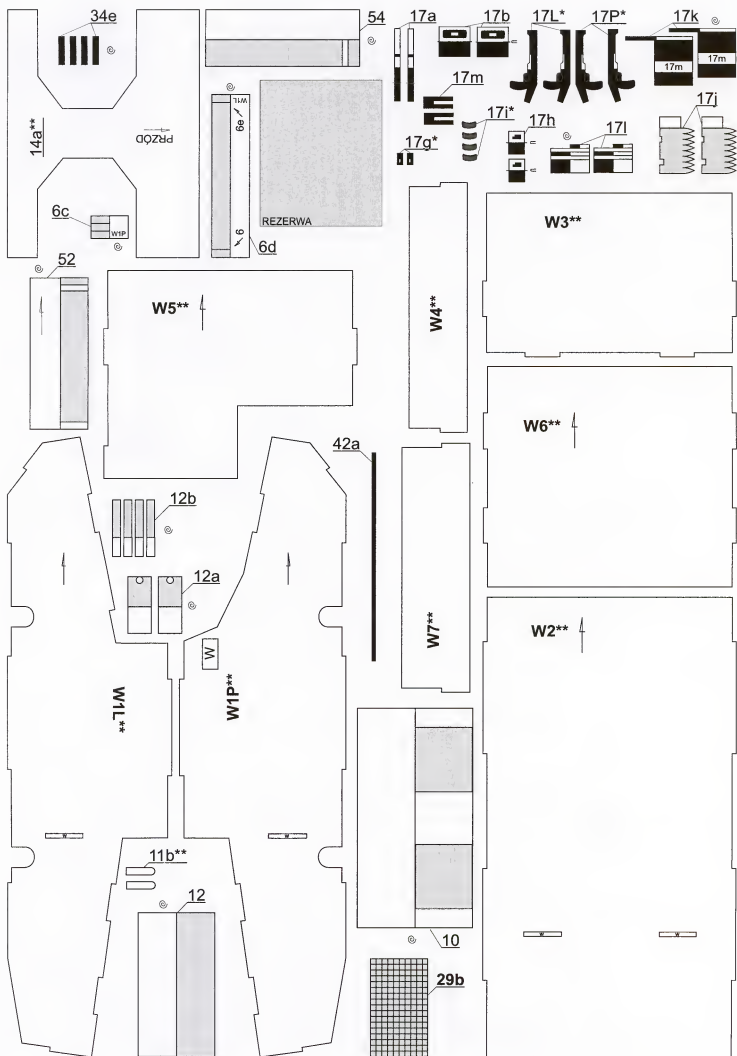 34e
54
17a
17b
17L*
17P*
17k
17m
17m
17m
17j
17i*
17h
17l
17g*
14a**
PRZÓD
W1L
6e
6
6d
REZERWA
6c
W1P
52
W5**
W4**
W3**
W6**
42a
12b
12a
W
W7**
W2**
W1L**
W1P**
w
w
11b**
12
10
w
w
29b